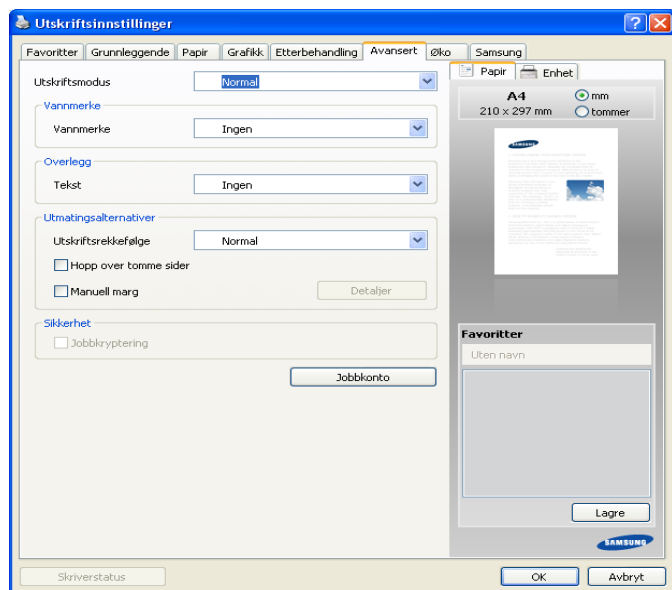 Utskriftsinnstillinger
Favoritter Grunnleggende Papir Grafikk Etterbehandling Avansert Øko Samsung
Utskriftsmodus Normal
Vannmerke
Vannmerke Ingen
Overlegg
Tekst Ingen
Utmatingsalternativer
Utskriftsrekkefølge Normal
Hopp over tomme sider
Manuell marg Detaljer
Sikkerhet
Jobbkryptering
Jobbkonto
Papir Enhet
A4 mm
210 x 297 mm tommer
SAMSUNG
Favoritter
Uten navn
Lagre
SAMSUNG
Skriverstatus OK Avbryt